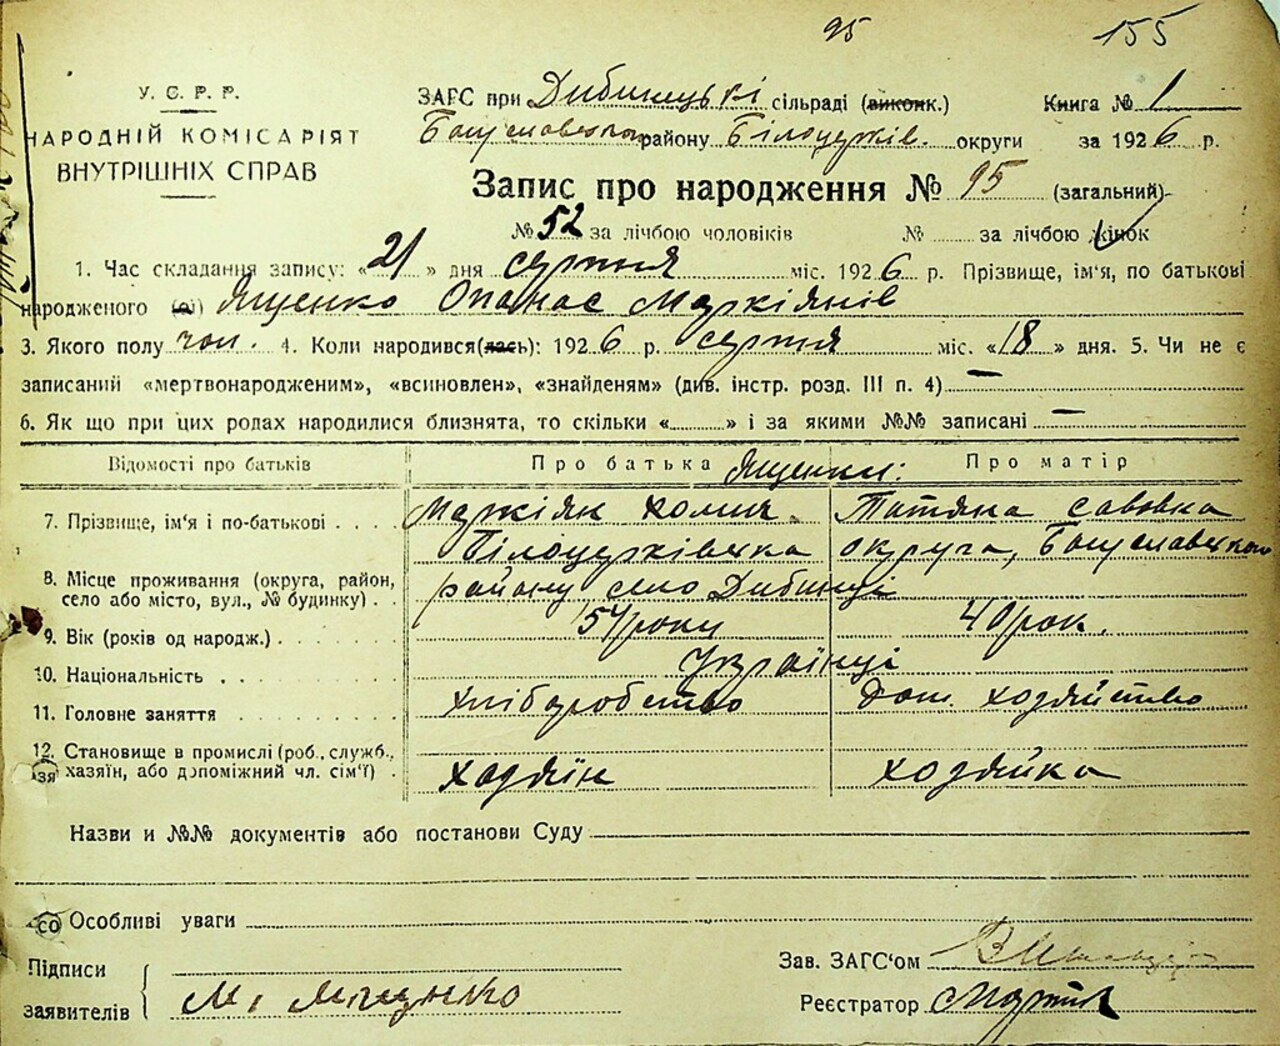 95 155
У. С. Р. Р.
НАРОДНІЙ КОМІСАРІЯТ
ВНУТРІШНІХ СПРАВ
ЗАГС при Дибинецькі сільраді (виконк.) Книга № 1
Богуславського району Білоцерків. округи за 1926 р.
Запис про народження № 95 (загальний)
№ 52 за лічбою чоловіків № за лічбою жінок
1. Час складання запису: «21» дня серпня міс. 1926 р. Прізвище, ім'я, по батькові
народженого (ої) Ященко Опанас Маркіянів
3. Якого полу чол. 4. Коли народився(лась): 1926 р. серпня міс. «18» дня. 5. Чи не є
записаний «мертвонародженим», «всиновлен», «знайденям» (див. інстр. розд. III п. 4) —
6. Як що при цих родах народилися близнята, то скільки «........» і за якими №№ записані —
Відомості про батьків Про батька Ященки: Про матір
7. Прізвище, ім'я і по-батькові . . . . Маркіян Хомич Татяна Савовна
Білоцерківська округа, Богуславського
8. Місце проживання (округа, район, району село Дибинці
село або місто, вул., № будинку) . .
9. Вік (років од народж.) . . . . . 54 роки 40 рок.
10. Національність . . . . . Українці
11. Головне заняття . . . . . . . . . Хліборобство Дом. хозяйство
12. Становище в промислі (роб., служб.,
хазяїн, або допоміжний чл. сім'ї) . Хазяїн хозяйка
Назви и №№ документів або постанови Суду
Особливі уваги
Підписи
заявителів М. Ященко
Зав. ЗАГС'ом
Реєстратор